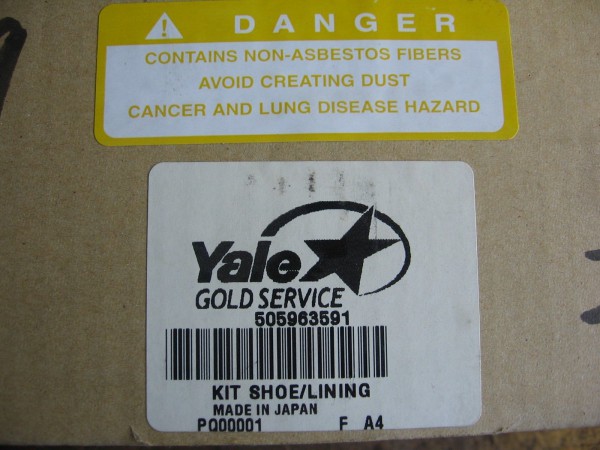 DANGER
CONTAINS NON-ASBESTOS FIBERS
AVOID CREATING DUST
CANCER AND LUNG DISEASE HAZARD
Yale
GOLD SERVICE
505963591
KIT SHOE/LINING
MADE IN JAPAN
PQ00001 F A4